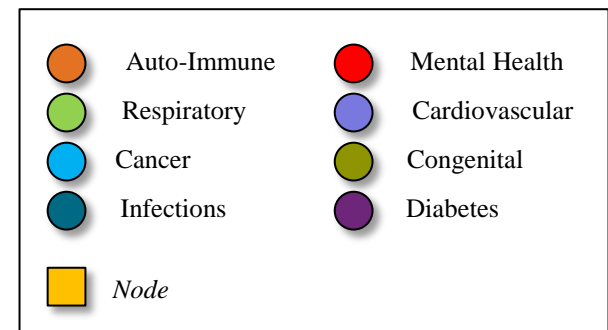 Auto-Immune
Mental Health
Respiratory
Cardiovascular
Cancer
Congenital
Infections
Diabetes
Node